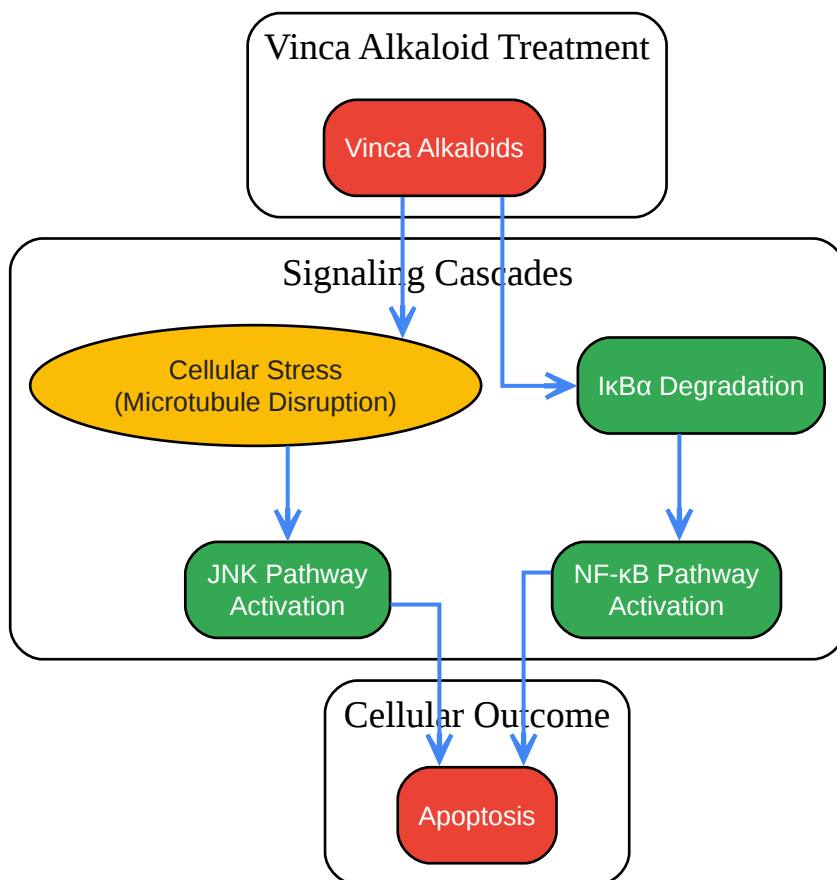 Vinca Alkaloid Treatment
Vinca Alkaloids
Signaling Cascades
Cellular Stress
(Microtubule Disruption)
IκBα Degradation
JNK Pathway
Activation
NF-κB Pathway
Activation
Cellular Outcome
Apoptosis